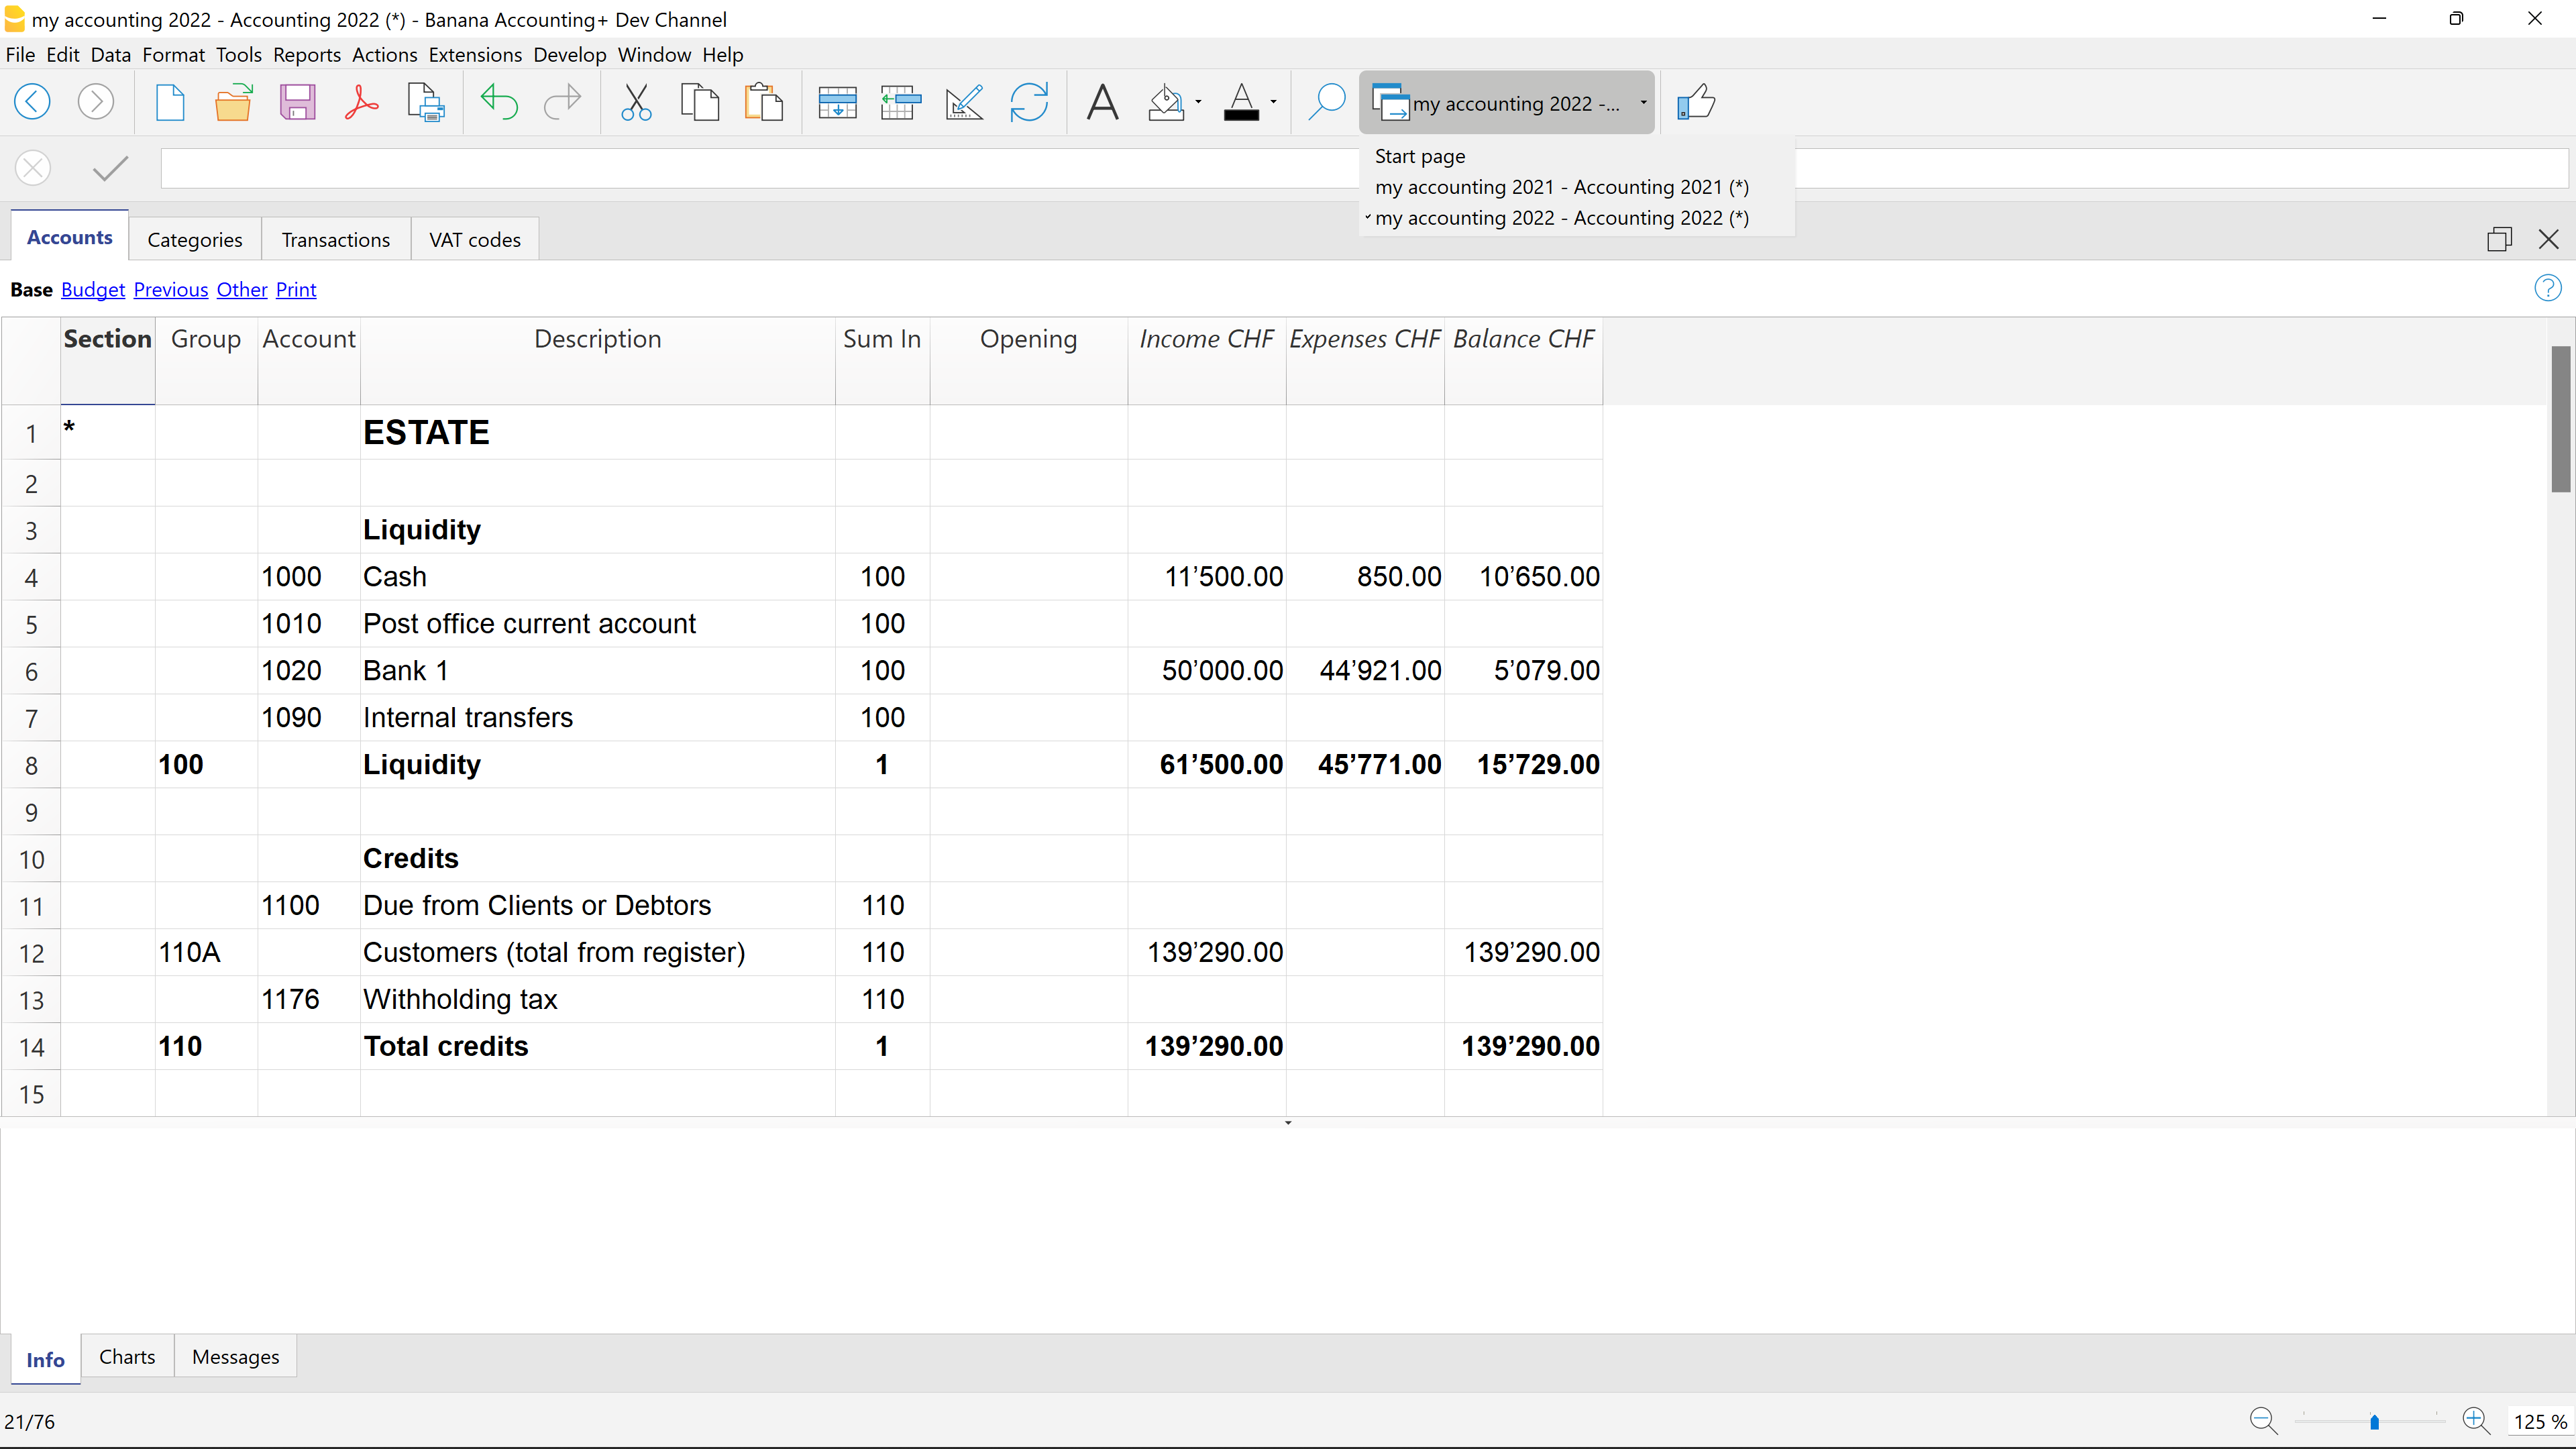 my accounting 2022 - Accounting 2022 (*) - Banana Accounting+ Dev Channel
File Edit Data Format Tools Reports Actions Extensions Develop Window Help
my accounting 2022 -...
Start page
my accounting 2021 - Accounting 2021 (*)
my accounting 2022 - Accounting 2022 (*)
Accounts Categories Transactions VAT codes
Base Budget Previous Other Print
Section Group Account Description Sum In Opening Income CHF Expenses CHF Balance CHF
1 * ESTATE
2
3 Liquidity
4 1000 Cash 100 11’500.00 850.00 10’650.00
5 1010 Post office current account 100
6 1020 Bank 1 100 50’000.00 44’921.00 5’079.00
7 1090 Internal transfers 100
8 100 Liquidity 1 61’500.00 45’771.00 15’729.00
9
10 Credits
11 1100 Due from Clients or Debtors 110
12 110A Customers (total from register) 110 139’290.00 139’290.00
13 1176 Withholding tax 110
14 110 Total credits 1 139’290.00 139’290.00
15
Info Charts Messages
21/76 125 %